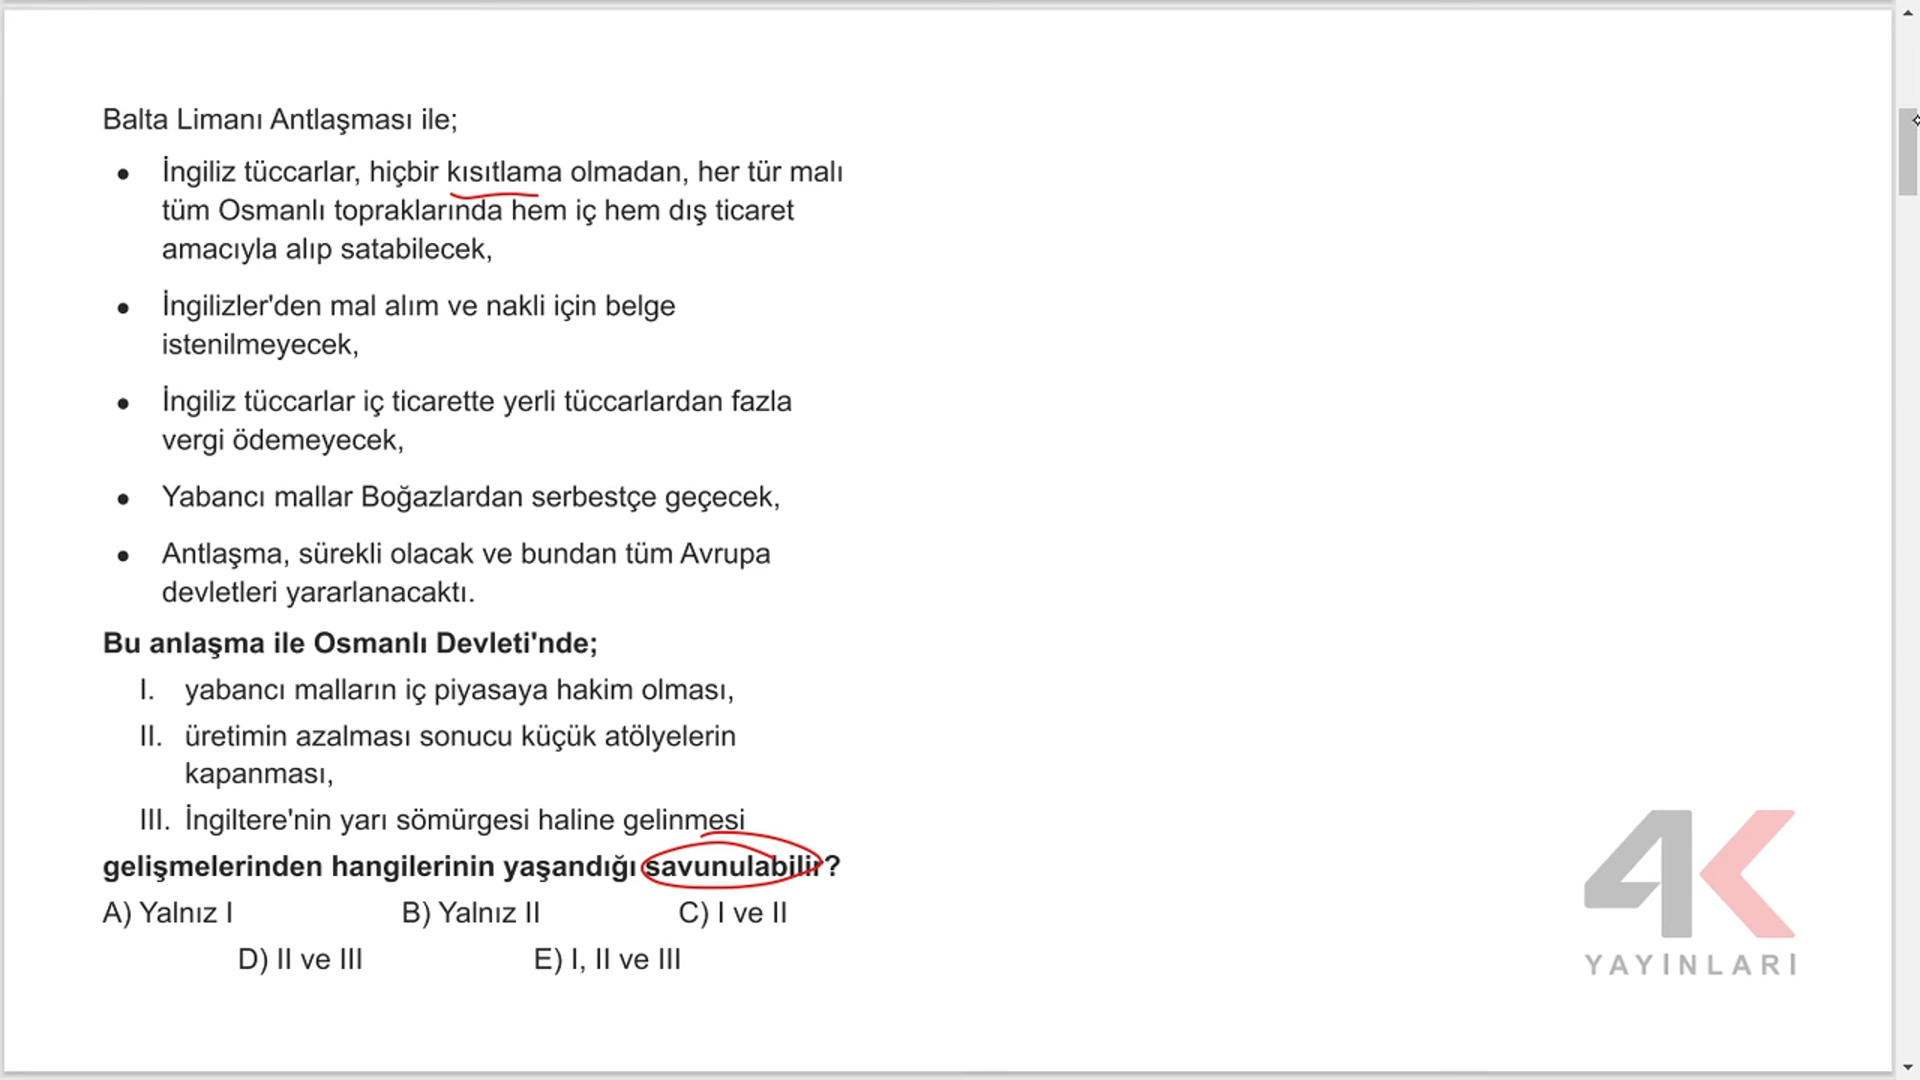 Balta Limanı Antlaşması ile;
● İngiliz tüccarlar, hiçbir kısıtlama olmadan, her tür malı
tüm Osmanlı topraklarında hem iç hem dış ticaret
amacıyla alıp satabilecek,
● İngilizler'den mal alım ve nakli için belge
istenilmeyecek,
● İngiliz tüccarlar iç ticarette yerli tüccarlardan fazla
vergi ödemeyecek,
● Yabancı mallar Boğazlardan serbestçe geçecek,
● Antlaşma, sürekli olacak ve bundan tüm Avrupa
devletleri yararlanacaktı.
Bu anlaşma ile Osmanlı Devleti'nde;
I. yabancı malların iç piyasaya hakim olması,
II. üretimin azalması sonucu küçük atölyelerin
kapanması,
III. İngiltere'nin yarı sömürgesi haline gelinmesi
gelişmelerinden hangilerinin yaşandığı savunulabilir?
A) Yalnız I B) Yalnız II C) I ve II
D) II ve III E) I, II ve III
4K
YAYINLARI